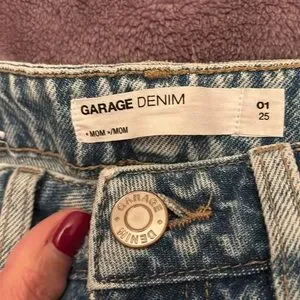 GARAGE DENIM
• MOM •/MOM
01
25
GARAGE
DENIM